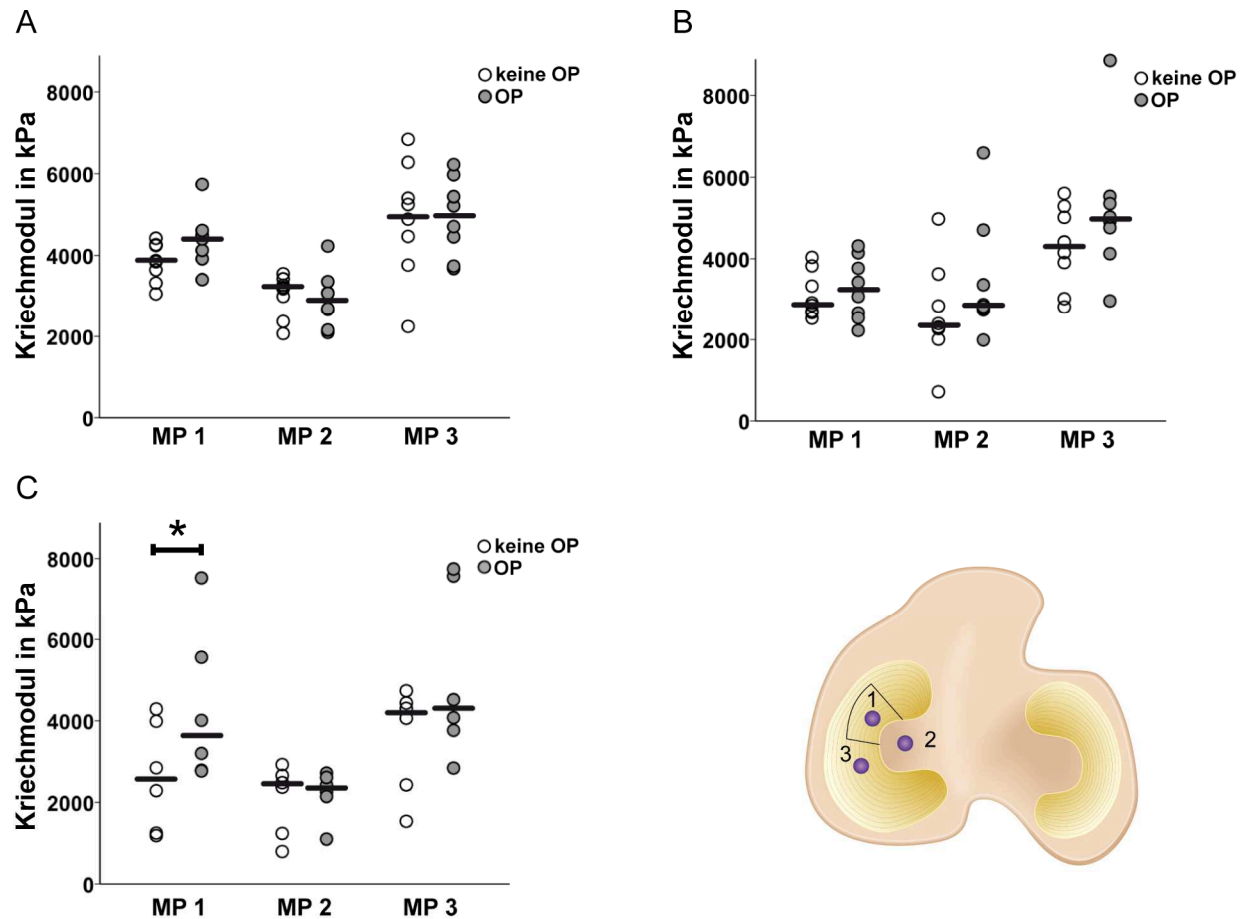 A
Kriechmodul in kPa
8000
6000
4000
2000
0
keine OP
OP
MP 1 MP 2 MP 3
B
Kriechmodul in kPa
8000
6000
4000
2000
0
keine OP
OP
MP 1 MP 2 MP 3
C
Kriechmodul in kPa
8000
6000
4000
2000
0
*
keine OP
OP
MP 1 MP 2 MP 3
1
2
3